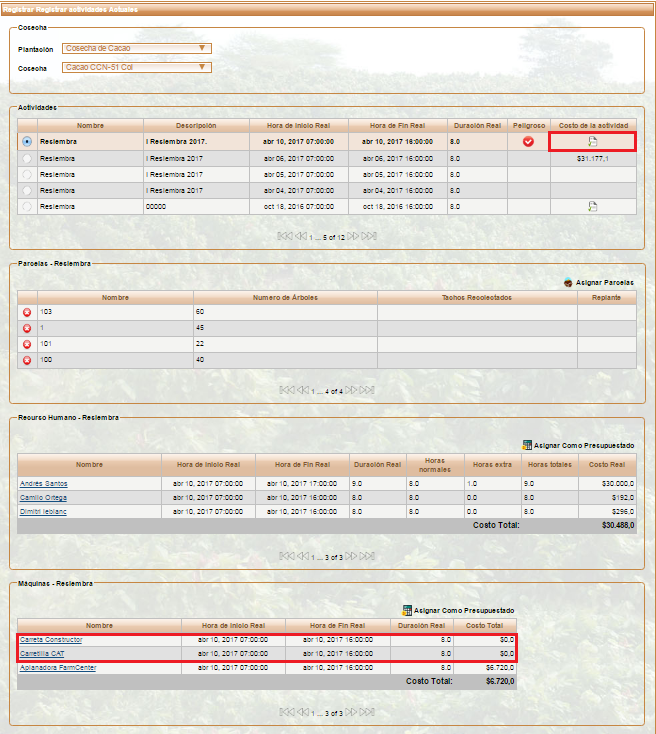 Registrar Registrar actividades Actuales
Cosecha
Plantación Cosecha de Cacao
Cosecha Cacao CCN-51 Col
Actividades
Nombre Descripción Hora de Inicio Real Hora de Fin Real Duración Real Peligroso Costo de la actividad
Resiembra I Resiembra 2017. abr 10, 2017 07:00:00 abr 10, 2017 16:00:00 8.0
Resiembra I Resiembra 2017 abr 06, 2017 07:00:00 abr 06, 2017 16:00:00 8.0 $31.177,1
Resiembra I Resiembra 2017 abr 05, 2017 07:00:00 abr 05, 2017 16:00:00 8.0
Resiembra I Resiembra 2017 abr 04, 2017 07:00:00 abr 04, 2017 16:00:00 8.0
Resiembra 00000 oct 18, 2016 07:00:00 oct 18, 2016 16:00:00 8.0
1 ... 5 of 12
Parcelas - Resiembra
Asignar Parcelas
Nombre Numero de Árboles Tachos Recolectados Replante
103 60
1 45
101 22
100 40
1 ... 4 of 4
Recurso Humano - Resiembra
Asignar Como Presupuestado
Nombre Hora de Inicio Real Hora de Fin Real Duración Real Horas normales Horas extra Horas totales Costo Real
Andrés Santos abr 10, 2017 07:00:00 abr 10, 2017 17:00:00 9.0 8.0 1.0 9.0 $30.000,0
Camilo Ortega abr 10, 2017 07:00:00 abr 10, 2017 16:00:00 8.0 8.0 0.0 8.0 $192,0
Dimitri leblanc abr 10, 2017 07:00:00 abr 10, 2017 16:00:00 8.0 8.0 0.0 8.0 $296,0
Costo Total: $30.488,0
1 ... 3 of 3
Máquinas - Resiembra
Asignar Como Presupuestado
Nombre Hora de Inicio Real Hora de Fin Real Duración Real Costo Total
Carreta Constructor abr 10, 2017 07:00:00 abr 10, 2017 16:00:00 8.0 $0,0
Carretilla CAT abr 10, 2017 07:00:00 abr 10, 2017 16:00:00 8.0 $0,0
Aplanadora FarmCenter abr 10, 2017 07:00:00 abr 10, 2017 16:00:00 8.0 $6.720,0
Costo Total: $6.720,0
1 ... 3 of 3